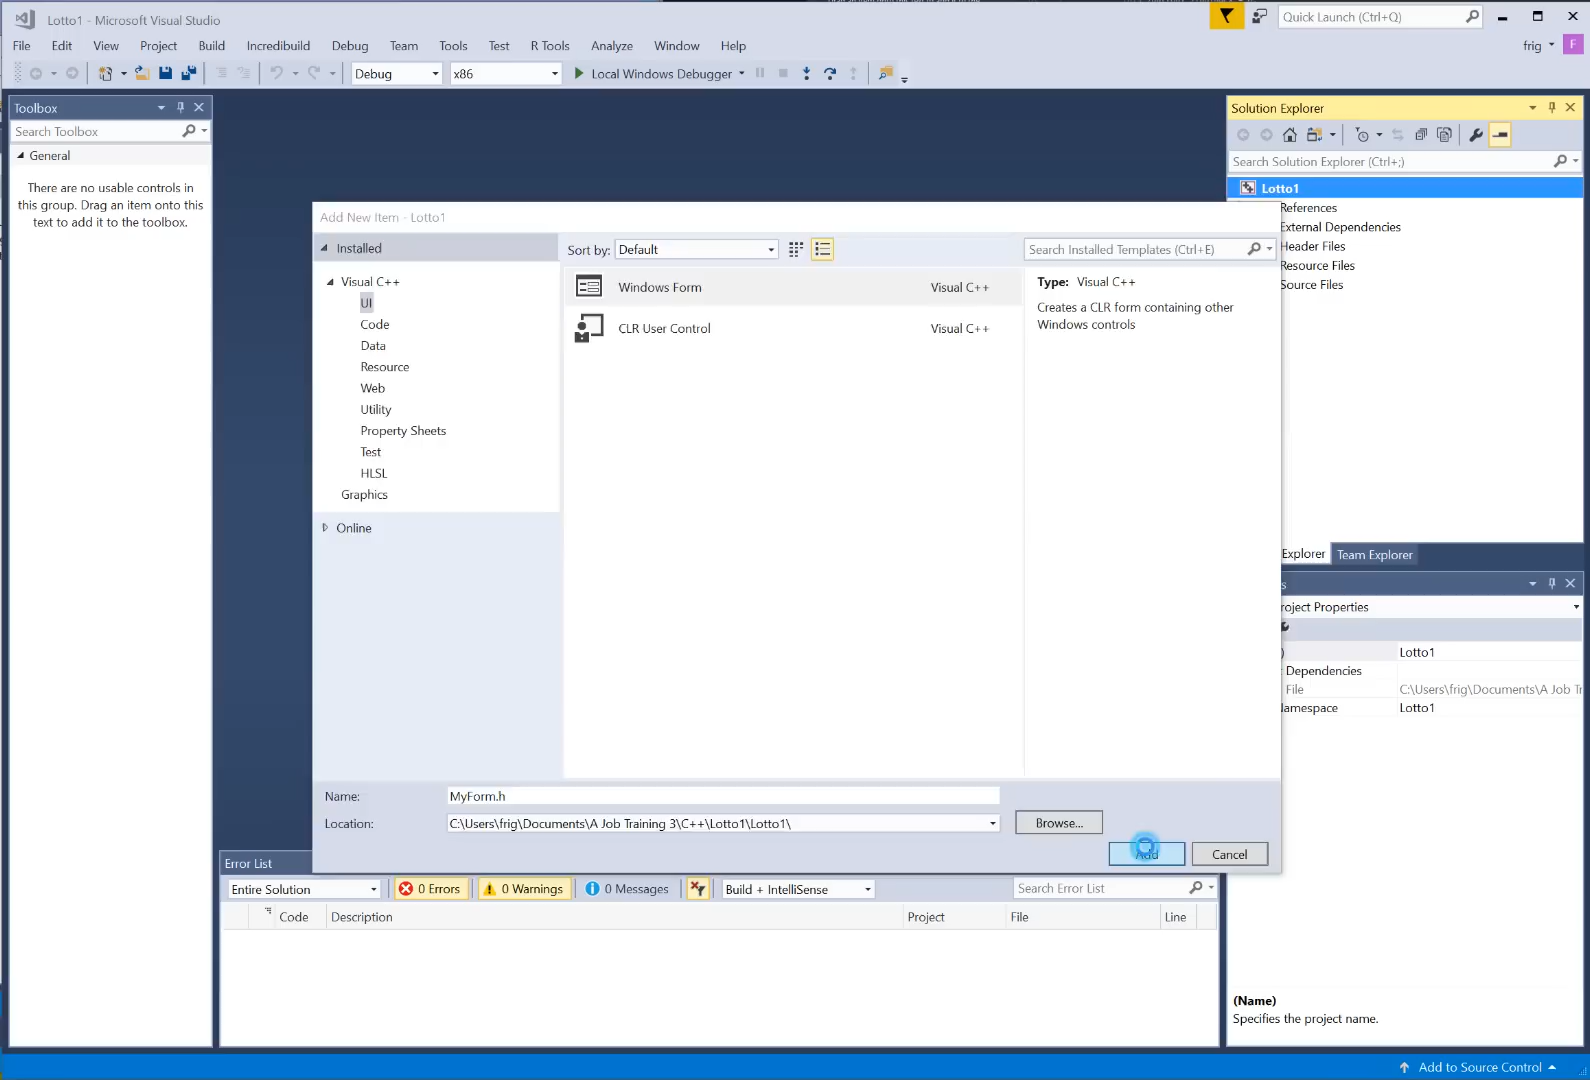 Lotto1 - Microsoft Visual Studio
Quick Launch (Ctrl+Q)
File Edit View Project Build Incredibuild Debug Team Tools Test R Tools Analyze Window Help
frig F
Debug x86 Local Windows Debugger
Toolbox
Search Toolbox
General
There are no usable controls in
this group. Drag an item onto this
text to add it to the toolbox.
Add New Item - Lotto1
Installed
Visual C++
UI
Code
Data
Resource
Web
Utility
Property Sheets
Test
HLSL
Graphics
Online
Sort by: Default
Search Installed Templates (Ctrl+E)
Windows Form Visual C++
CLR User Control Visual C++
Type: Visual C++
Creates a CLR form containing other
Windows controls
Name: MyForm.h
Location: C:\Users\frig\Documents\A Job Training 3\C++\Lotto1\Lotto1\
Browse...
Add Cancel
Solution Explorer
Search Solution Explorer (Ctrl+;)
Lotto1
References
External Dependencies
Header Files
Resource Files
Source Files
Explorer Team Explorer
s
roject Properties
) Lotto1
Dependencies
File C:\Users\frig\Documents\A Job Tr
amespace Lotto1
(Name)
Specifies the project name.
Error List
Entire Solution 0 Errors 0 Warnings 0 Messages Build + IntelliSense Search Error List
Code Description Project File Line
Add to Source Control